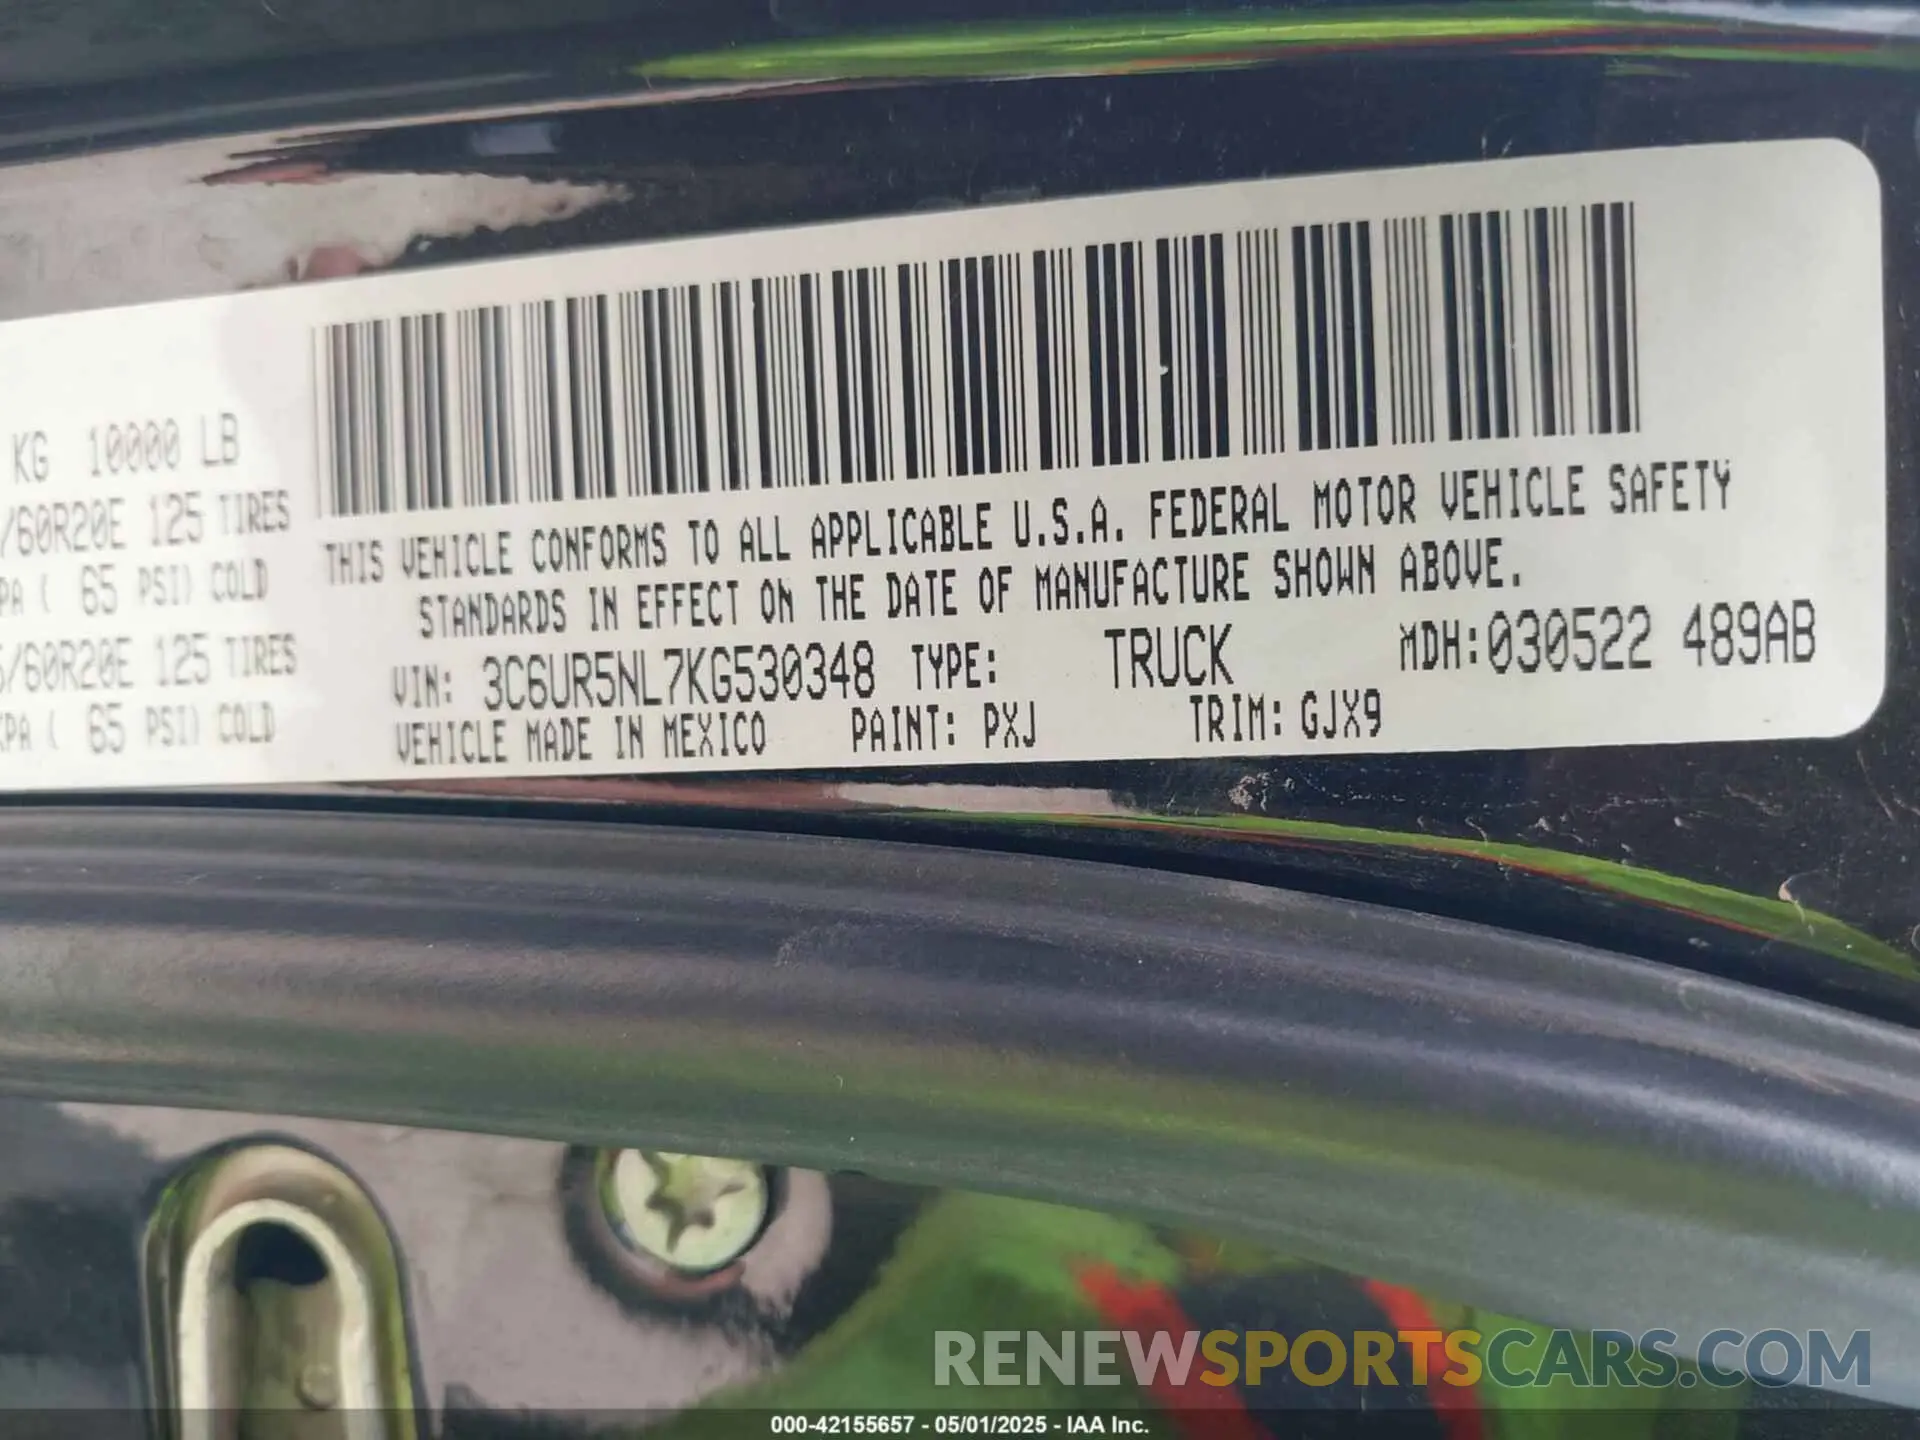 KG 10000 LB
/60R20E 125 TIRES
PA ( 65 PSI) COLD
5/60R20E 125 TIRES
KPA ( 65 PSI) COLD
THIS VEHICLE CONFORMS TO ALL APPLICABLE U.S.A. FEDERAL MOTOR VEHICLE SAFETY
STANDARDS IN EFFECT ON THE DATE OF MANUFACTURE SHOWN ABOVE.
VIN: 3C6UR5NL7KG530348 TYPE: TRUCK MDH:030522 489AB
VEHICLE MADE IN MEXICO PAINT: PXJ TRIM: GJX9
RENEWSPORTSCARS.COM
000-42155657 - 05/01/2025 - IAA Inc.